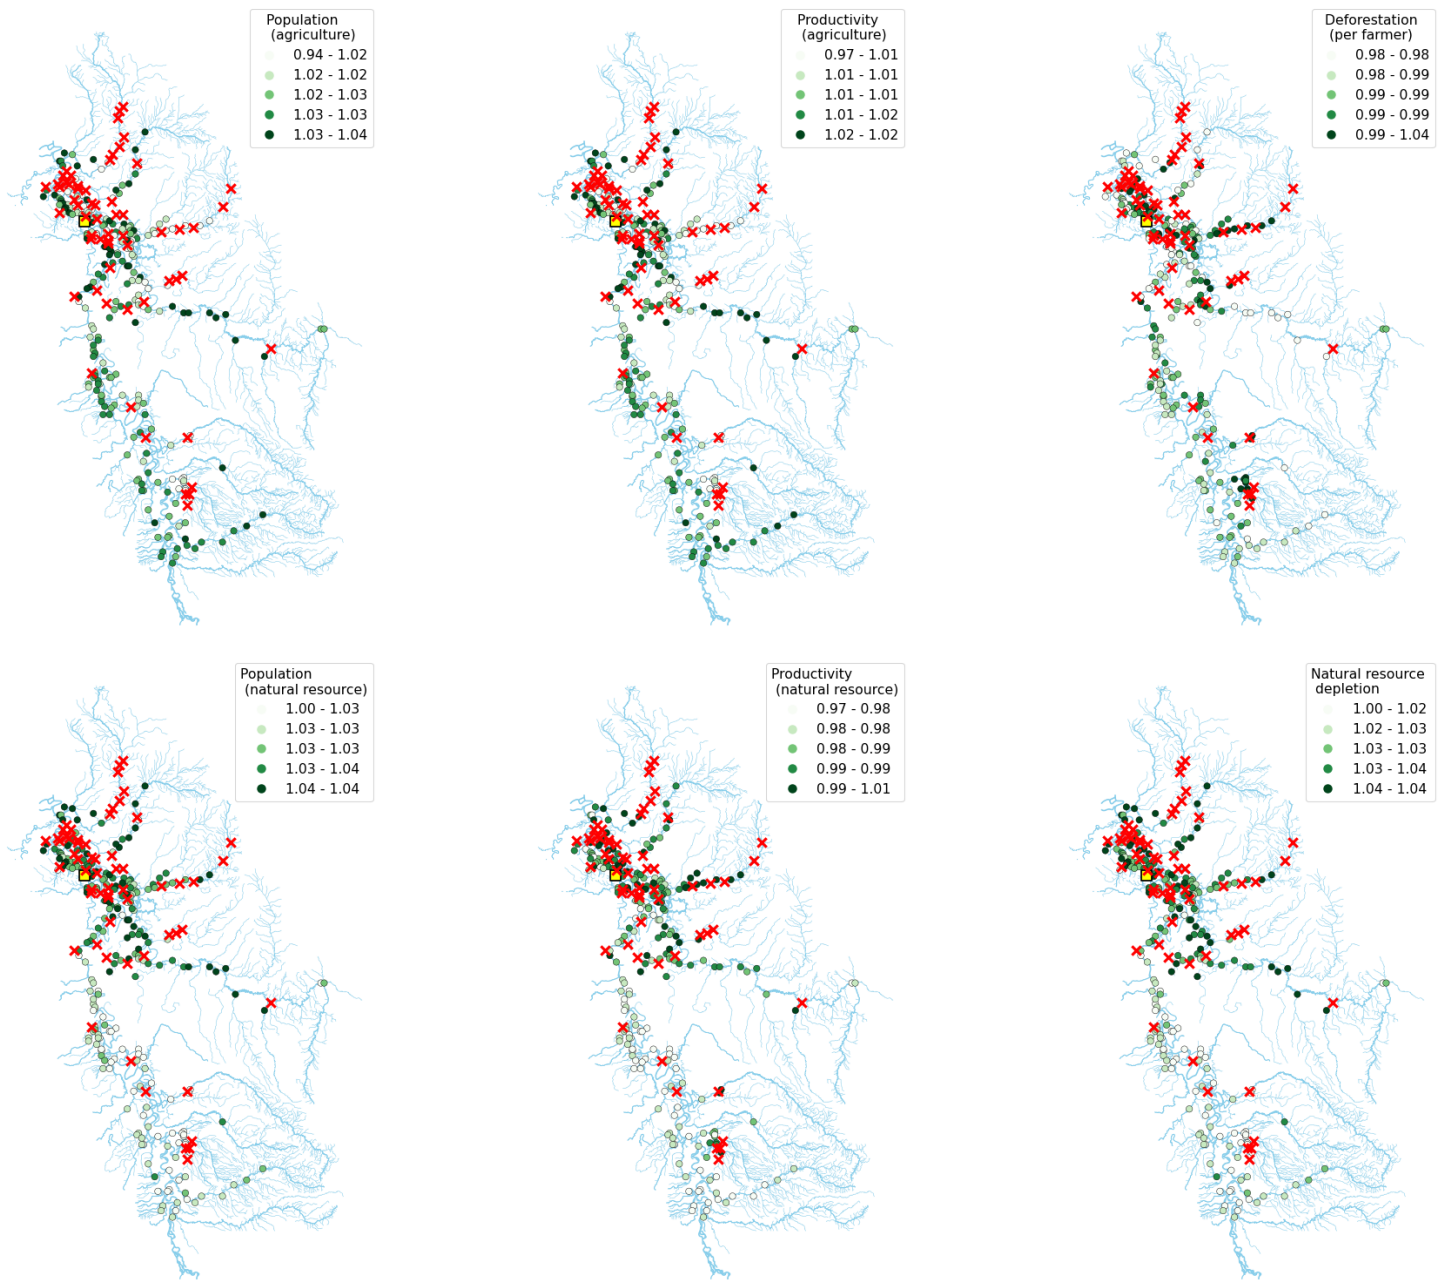 Population
(agriculture)
0.94 - 1.02
1.02 - 1.02
1.02 - 1.03
1.03 - 1.03
1.03 - 1.04
Productivity
(agriculture)
0.97 - 1.01
1.01 - 1.01
1.01 - 1.01
1.01 - 1.02
1.02 - 1.02
Deforestation
(per farmer)
0.98 - 0.98
0.98 - 0.99
0.99 - 0.99
0.99 - 0.99
0.99 - 1.04
Population
(natural resource)
1.00 - 1.03
1.03 - 1.03
1.03 - 1.03
1.03 - 1.04
1.04 - 1.04
Productivity
(natural resource)
0.97 - 0.98
0.98 - 0.98
0.98 - 0.99
0.99 - 0.99
0.99 - 1.01
Natural resource
depletion
1.00 - 1.02
1.02 - 1.03
1.03 - 1.03
1.03 - 1.04
1.04 - 1.04